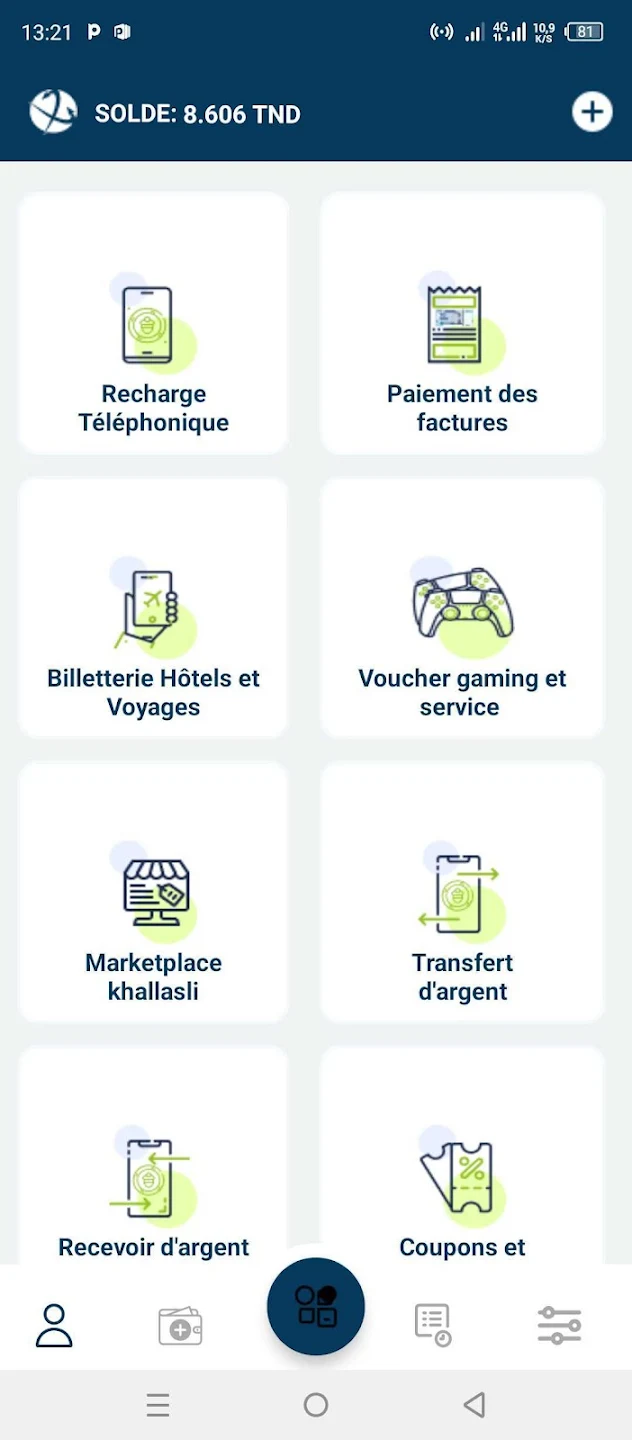 13:21
4G
10,9
K/S
81
SOLDE: 8.606 TND
Recharge
Téléphonique
Paiement des
factures
Billetterie Hôtels et
Voyages
Voucher gaming et
service
Marketplace
khallasli
Transfert
d'argent
Recevoir d'argent
Coupons et